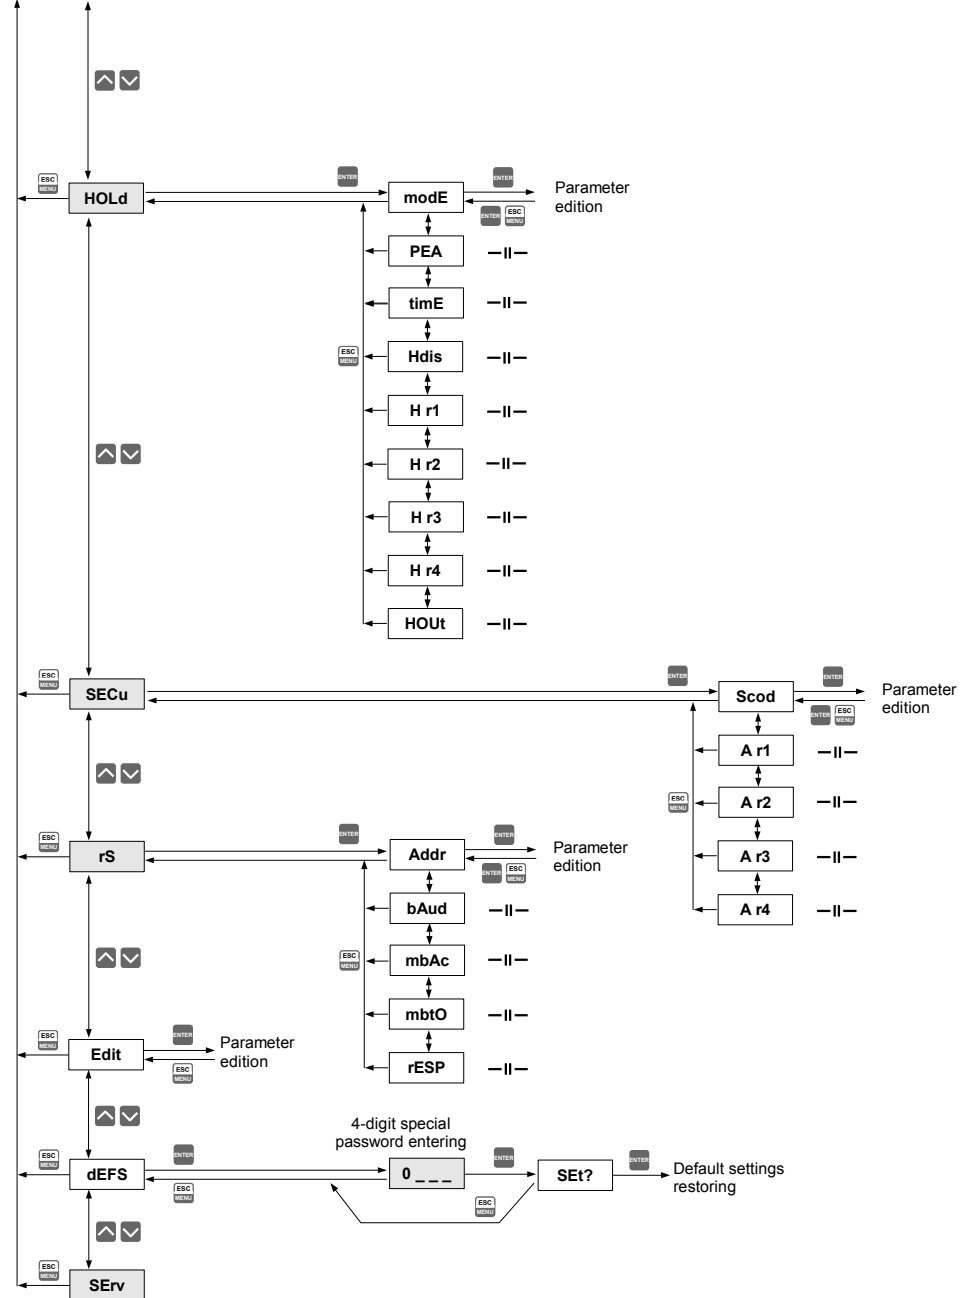 ESC
MENU
HOLd
ENTER
modE
ENTER
ENTER
ESC
MENU
Parameter
edition
PEA
—II—
timE
—II—
ESC
MENU
Hdis
—II—
H r1
—II—
H r2
—II—
H r3
—II—
H r4
—II—
HOUt
—II—
ESC
MENU
SECu
ENTER
Scod
ENTER
ENTER
ESC
MENU
Parameter
edition
A r1
—II—
ESC
MENU
A r2
—II—
A r3
—II—
A r4
—II—
ESC
MENU
rS
ENTER
Addr
ENTER
ENTER
ESC
MENU
Parameter
edition
bAud
—II—
ESC
MENU
mbAc
—II—
mbtO
—II—
rESP
—II—
ESC
MENU
Edit
ENTER
ESC
MENU
Parameter
edition
4-digit special
password entering
ESC
MENU
dEFS
ENTER
ESC
MENU
0 _ _ _
ENTER
ESC
MENU
SEt?
ENTER
Default settings
restoring
ESC
MENU
SErv